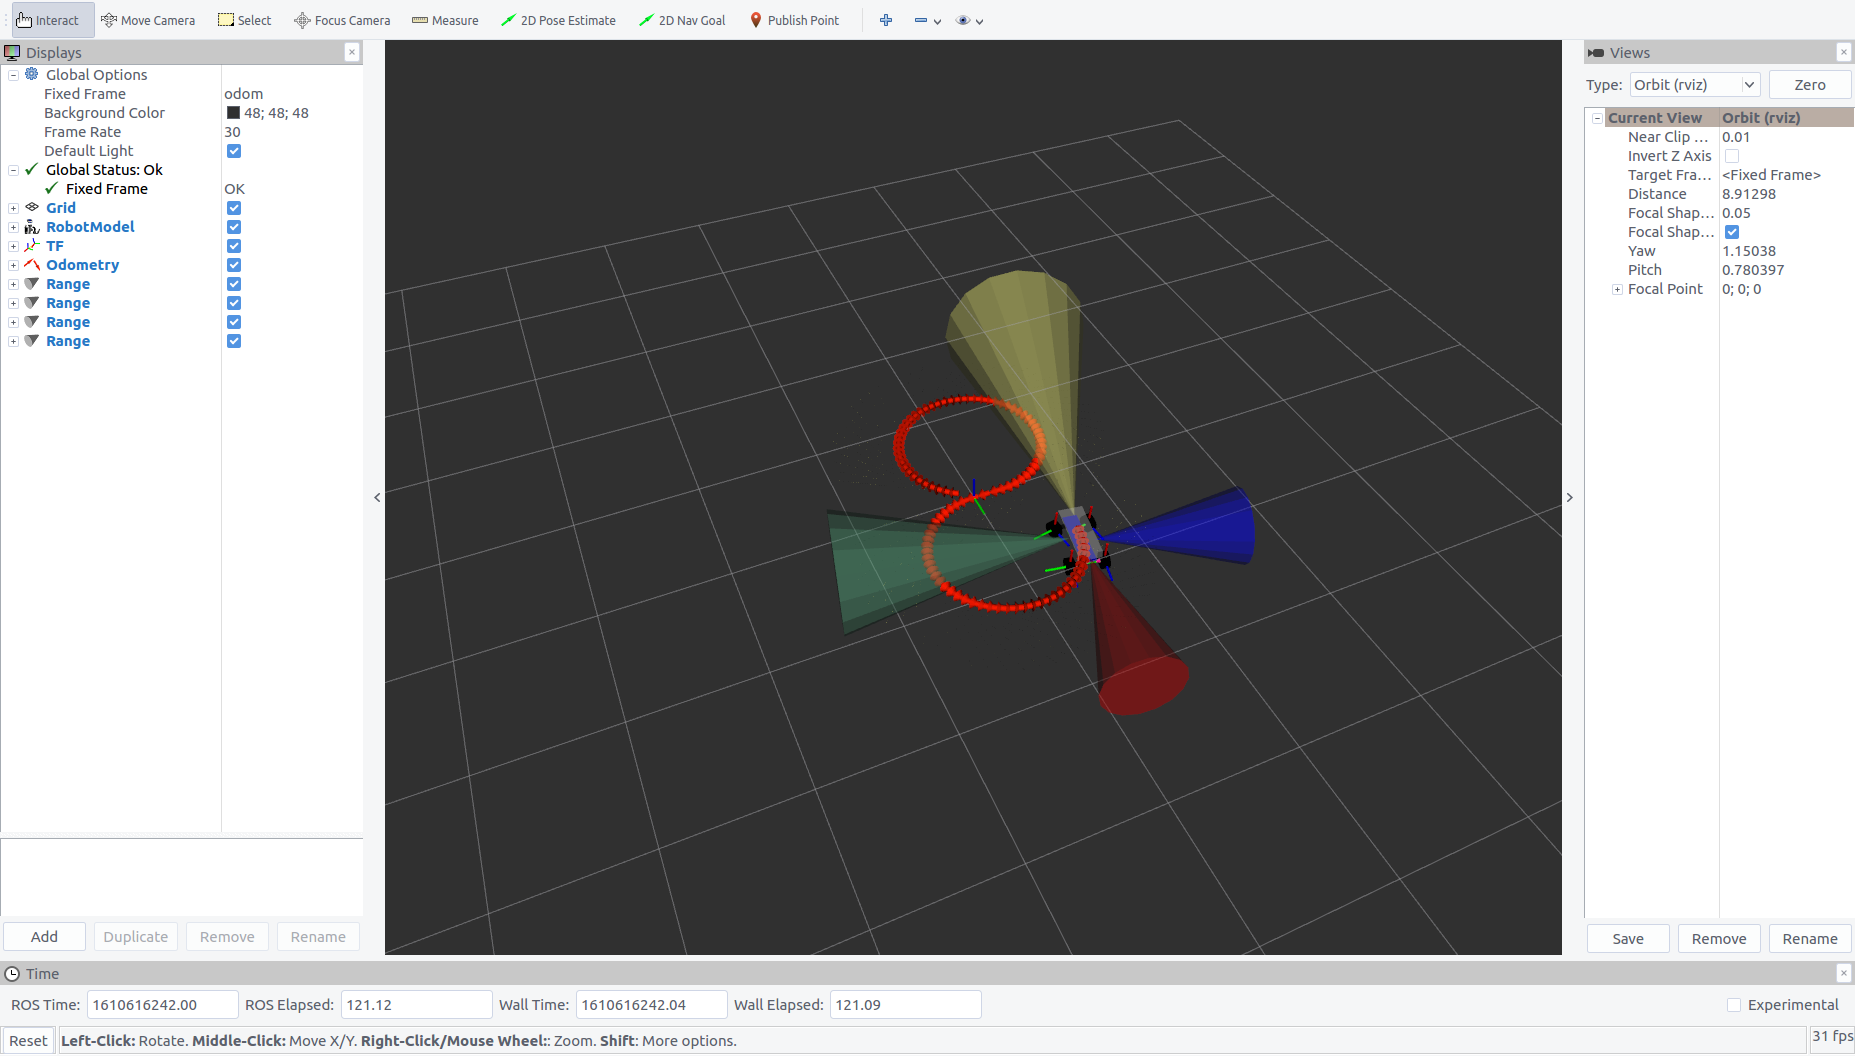 Interact Move Camera Select Focus Camera Measure 2D Pose Estimate 2D Nav Goal Publish Point
Displays
Global Options
Fixed Frame odom
Background Color 48; 48; 48
Frame Rate 30
Default Light
Global Status: Ok
Fixed Frame OK
Grid
RobotModel
TF
Odometry
Range
Range
Range
Range
Add Duplicate Remove Rename
Views
Type: Orbit (rviz) Zero
Current View Orbit (rviz)
Near Clip ... 0.01
Invert Z Axis
Target Fra... <Fixed Frame>
Distance 8.91298
Focal Shap... 0.05
Focal Shap...
Yaw 1.15038
Pitch 0.780397
Focal Point 0; 0; 0
Save Remove Rename
Time
ROS Time: 1610616242.00 ROS Elapsed: 121.12 Wall Time: 1610616242.04 Wall Elapsed: 121.09 Experimental
Reset Left-Click: Rotate. Middle-Click: Move X/Y. Right-Click/Mouse Wheel:: Zoom. Shift: More options. 31 fps